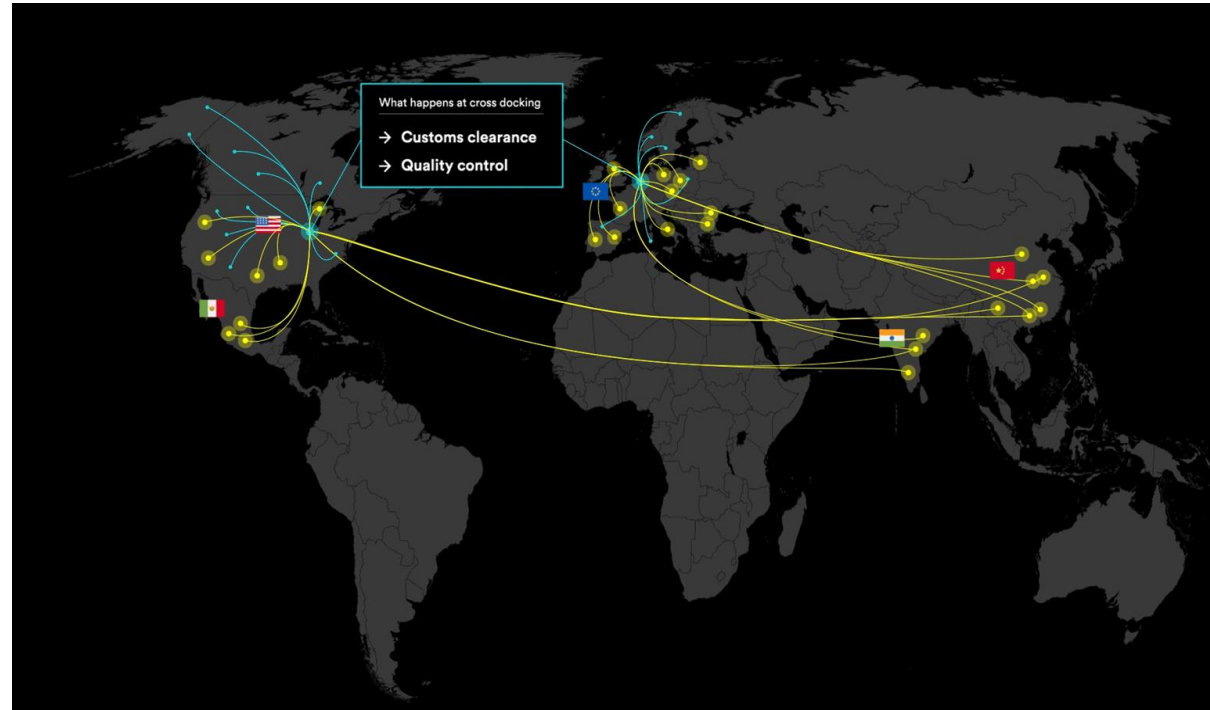 What happens at cross docking
→ Customs clearance
→ Quality control